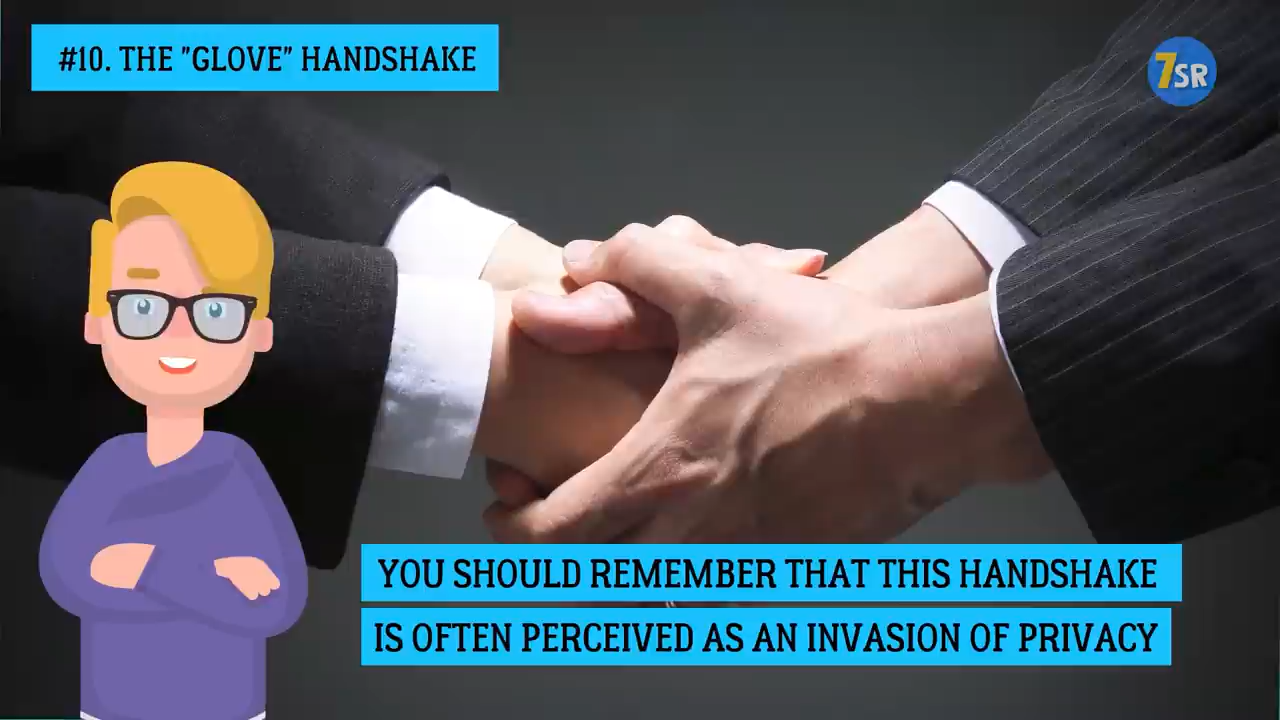 #10. THE "GLOVE" HANDSHAKE
7SR
YOU SHOULD REMEMBER THAT THIS HANDSHAKE
IS OFTEN PERCEIVED AS AN INVASION OF PRIVACY